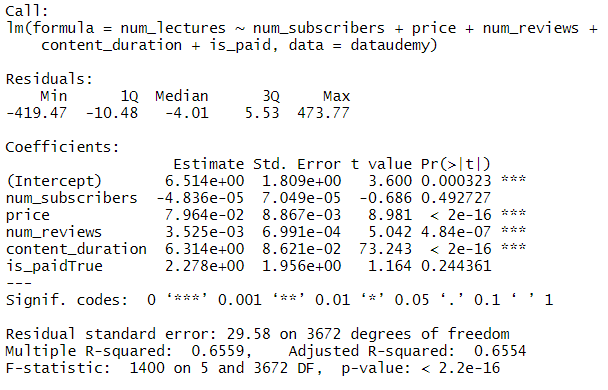 Call:
lm(formula = num_lectures ~ num_subscribers + price + num_reviews +
    content_duration + is_paid, data = dataudemy)
Residuals:
    Min      1Q  Median      3Q     Max
-419.47  -10.48   -4.01    5.53  473.77
Coefficients:
                   Estimate Std. Error t value Pr(>|t|)
(Intercept)       6.514e+00  1.809e+00   3.600 0.000323 ***
num_subscribers  -4.836e-05  7.049e-05  -0.686 0.492727
price             7.964e-02  8.867e-03   8.981  < 2e-16 ***
num_reviews       3.525e-03  6.991e-04   5.042 4.84e-07 ***
content_duration  6.314e+00  8.621e-02  73.243  < 2e-16 ***
is_paidTrue       2.278e+00  1.956e+00   1.164 0.244361
---
Signif. codes:  0 ‘***’ 0.001 ‘**’ 0.01 ‘*’ 0.05 ‘.’ 0.1 ‘ ’ 1
Residual standard error: 29.58 on 3672 degrees of freedom
Multiple R-squared:  0.6559,    Adjusted R-squared:  0.6554
F-statistic:  1400 on 5 and 3672 DF,  p-value: < 2.2e-16